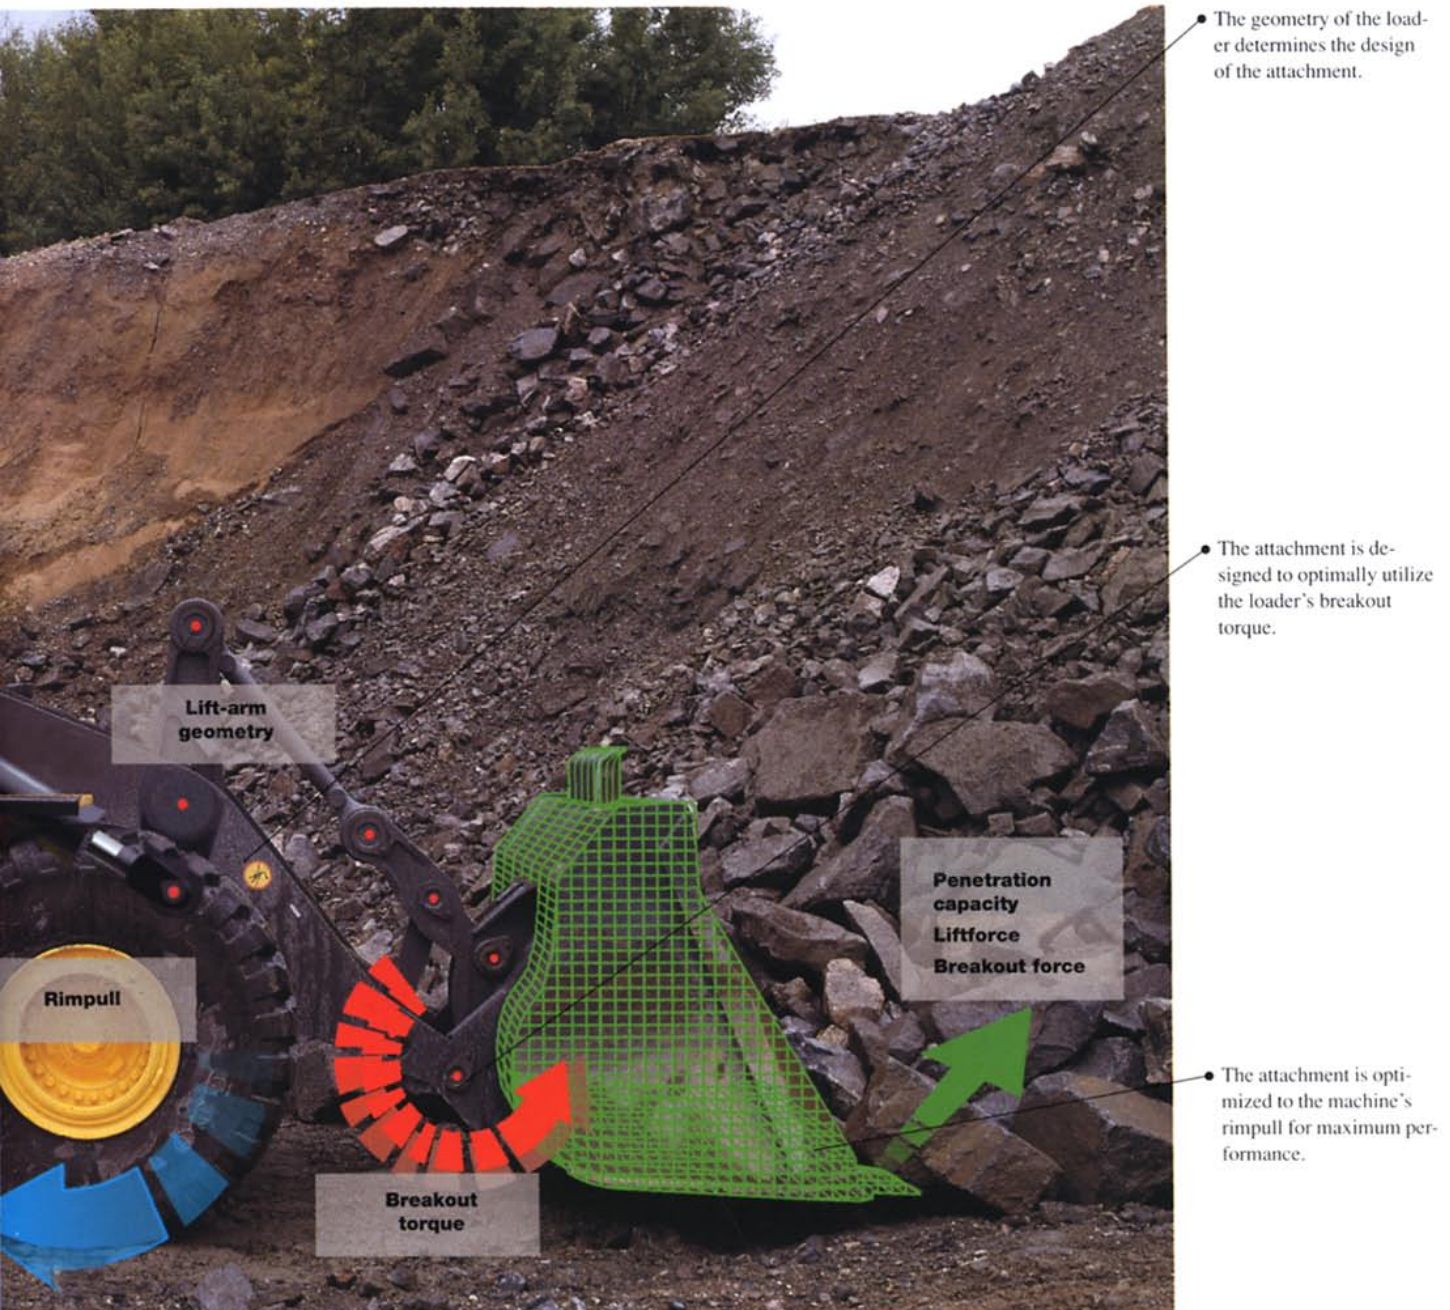 The geometry of the load-
er determines the design
of the attachment.
The attachment is de-
signed to optimally utilize
the loader's breakout
torque.
Lift-arm
geometry
Penetration
capacity
Liftforce
Breakout force
Rimpull
The attachment is opti-
mized to the machine's
rimpull for maximum per-
formance.
Breakout
torque